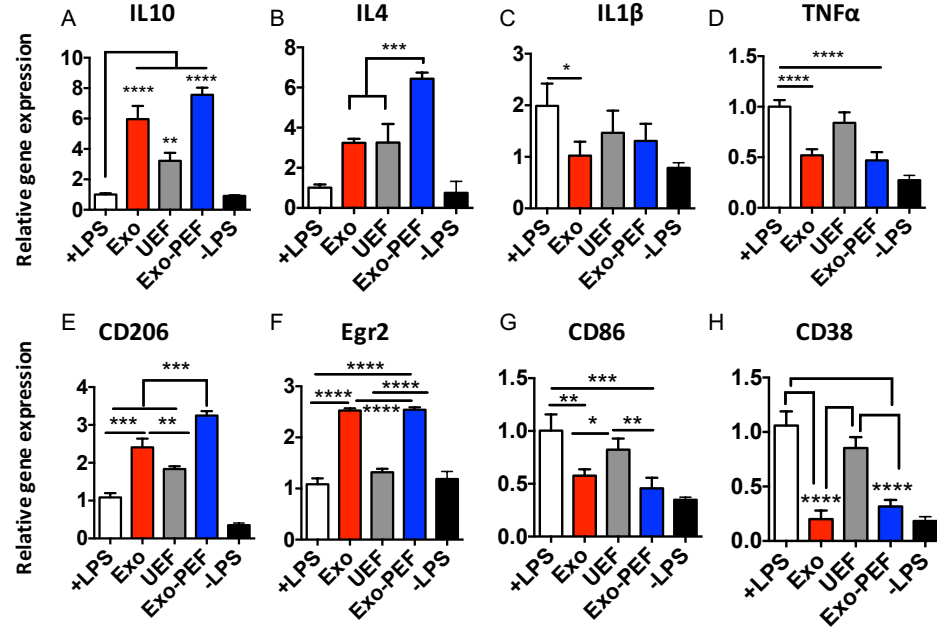 A IL10
B IL4
C IL1β
D TNFα
Relative gene expression
10
8
6
4
2
0
****
**
****
+LPS
Exo
UEF
Exo-PEF
-LPS
8
6
4
2
0
***
+LPS
Exo
UEF
Exo-PEF
-LPS
3
2
1
0
*
+LPS
Exo
UEF
Exo-PEF
-LPS
1.5
1.0
0.5
0.0
****
****
+LPS
Exo
UEF
Exo-PEF
-LPS
E CD206
F Egr2
G CD86
H CD38
Relative gene expression
4
3
2
1
0
***
***
**
+LPS
Exo
UEF
Exo-PEF
-LPS
3
2
1
0
****
****
****
****
+LPS
Exo
UEF
Exo-PEF
-LPS
1.5
1.0
0.5
0.0
***
**
*
**
+LPS
Exo
UEF
Exo-PEF
-LPS
1.5
1.0
0.5
0.0
****
****
+LPS
Exo
UEF
Exo-PEF
-LPS